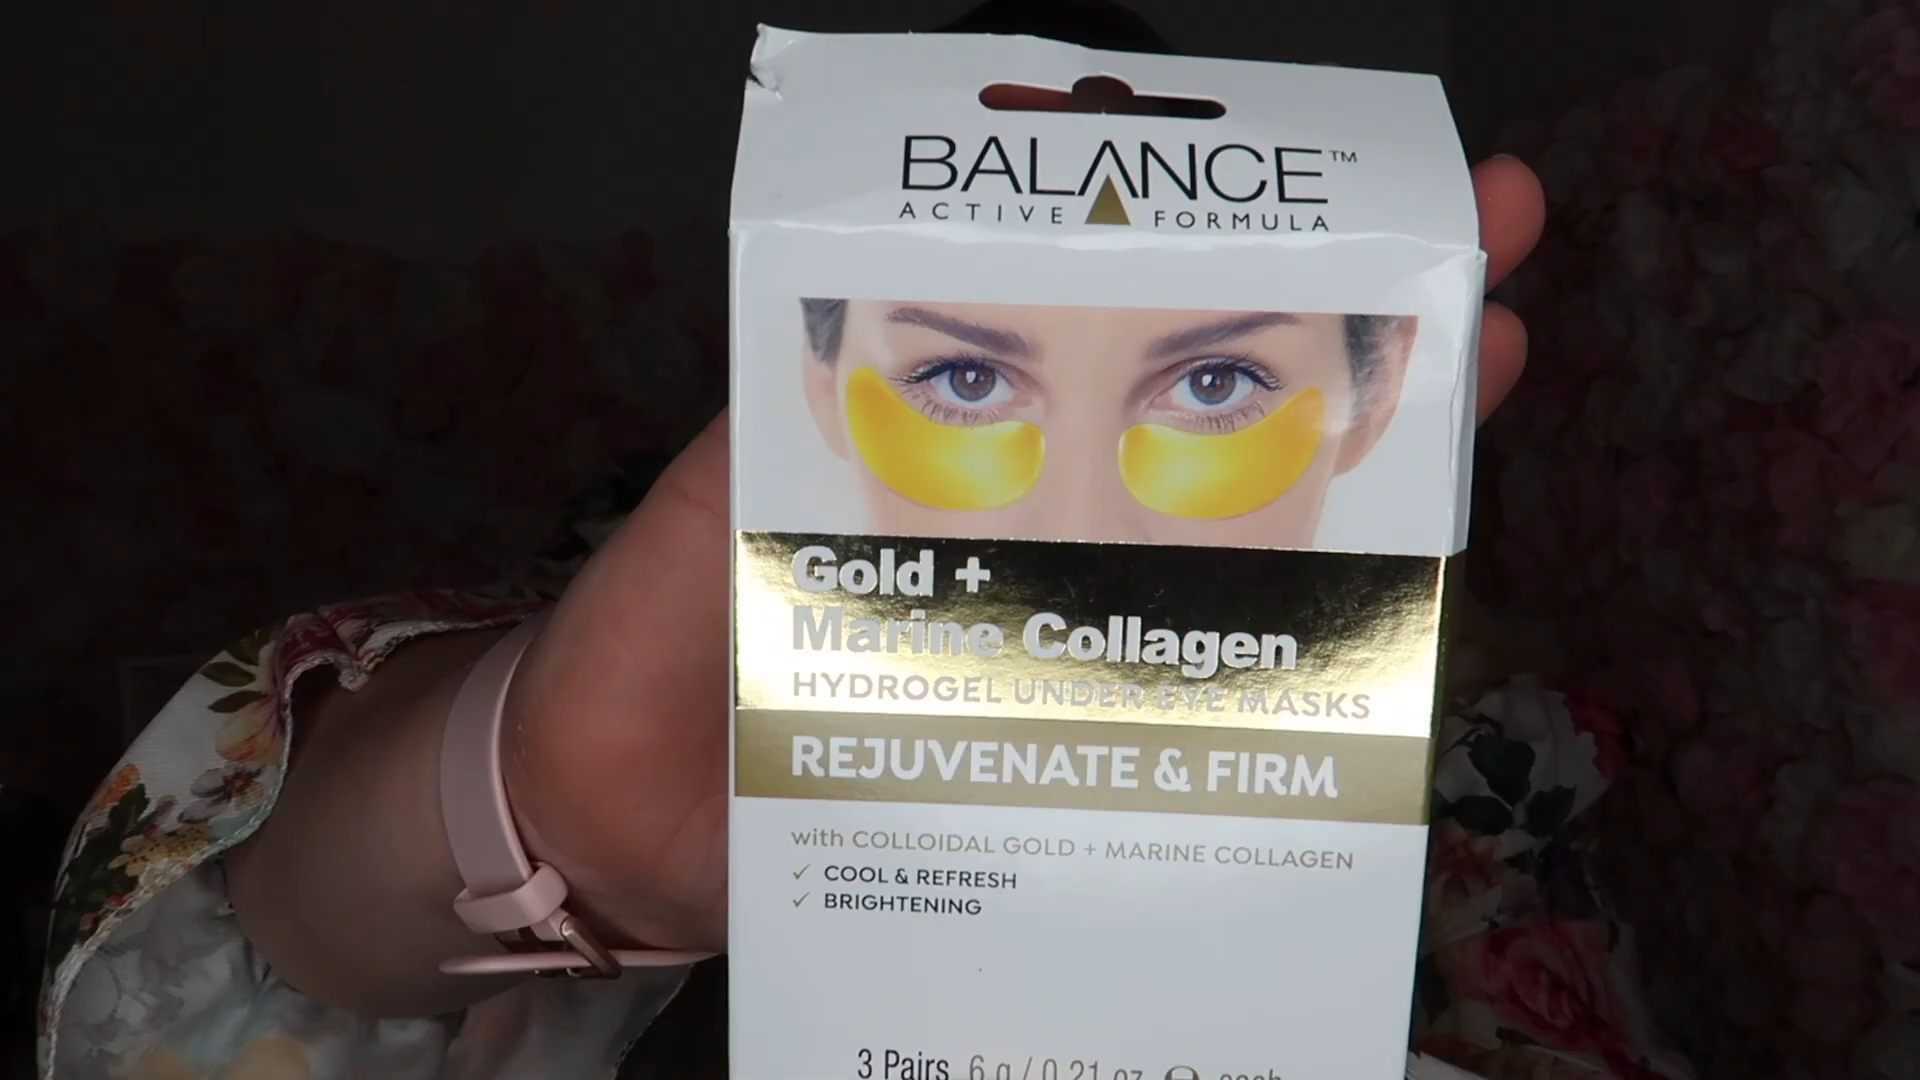 BALANCE™
ACTIVE FORMULA
Gold +
Marine Collagen
HYDROGEL UNDER EYE MASKS
REJUVENATE & FIRM
with COLLOIDAL GOLD + MARINE COLLAGEN
✓ COOL & REFRESH
✓ BRIGHTENING
3 Pairs 6 g / 0.21 oz ℮ each